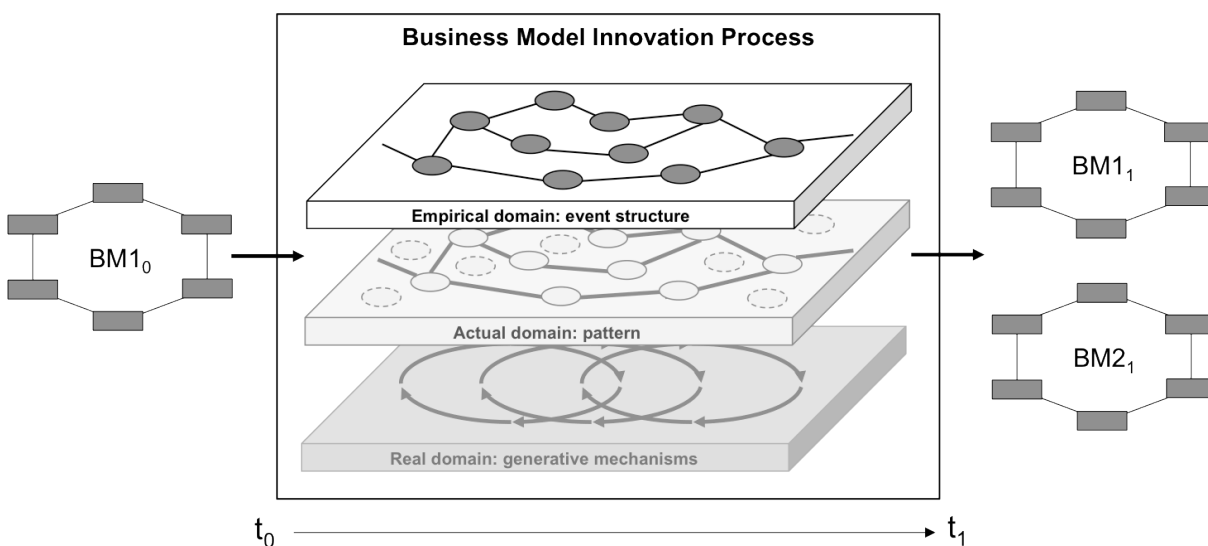 Business Model Innovation Process
Empirical domain: event structure
BM1₀
Actual domain: pattern
Real domain: generative mechanisms
BM1₁
BM2₁
t₀
t₁